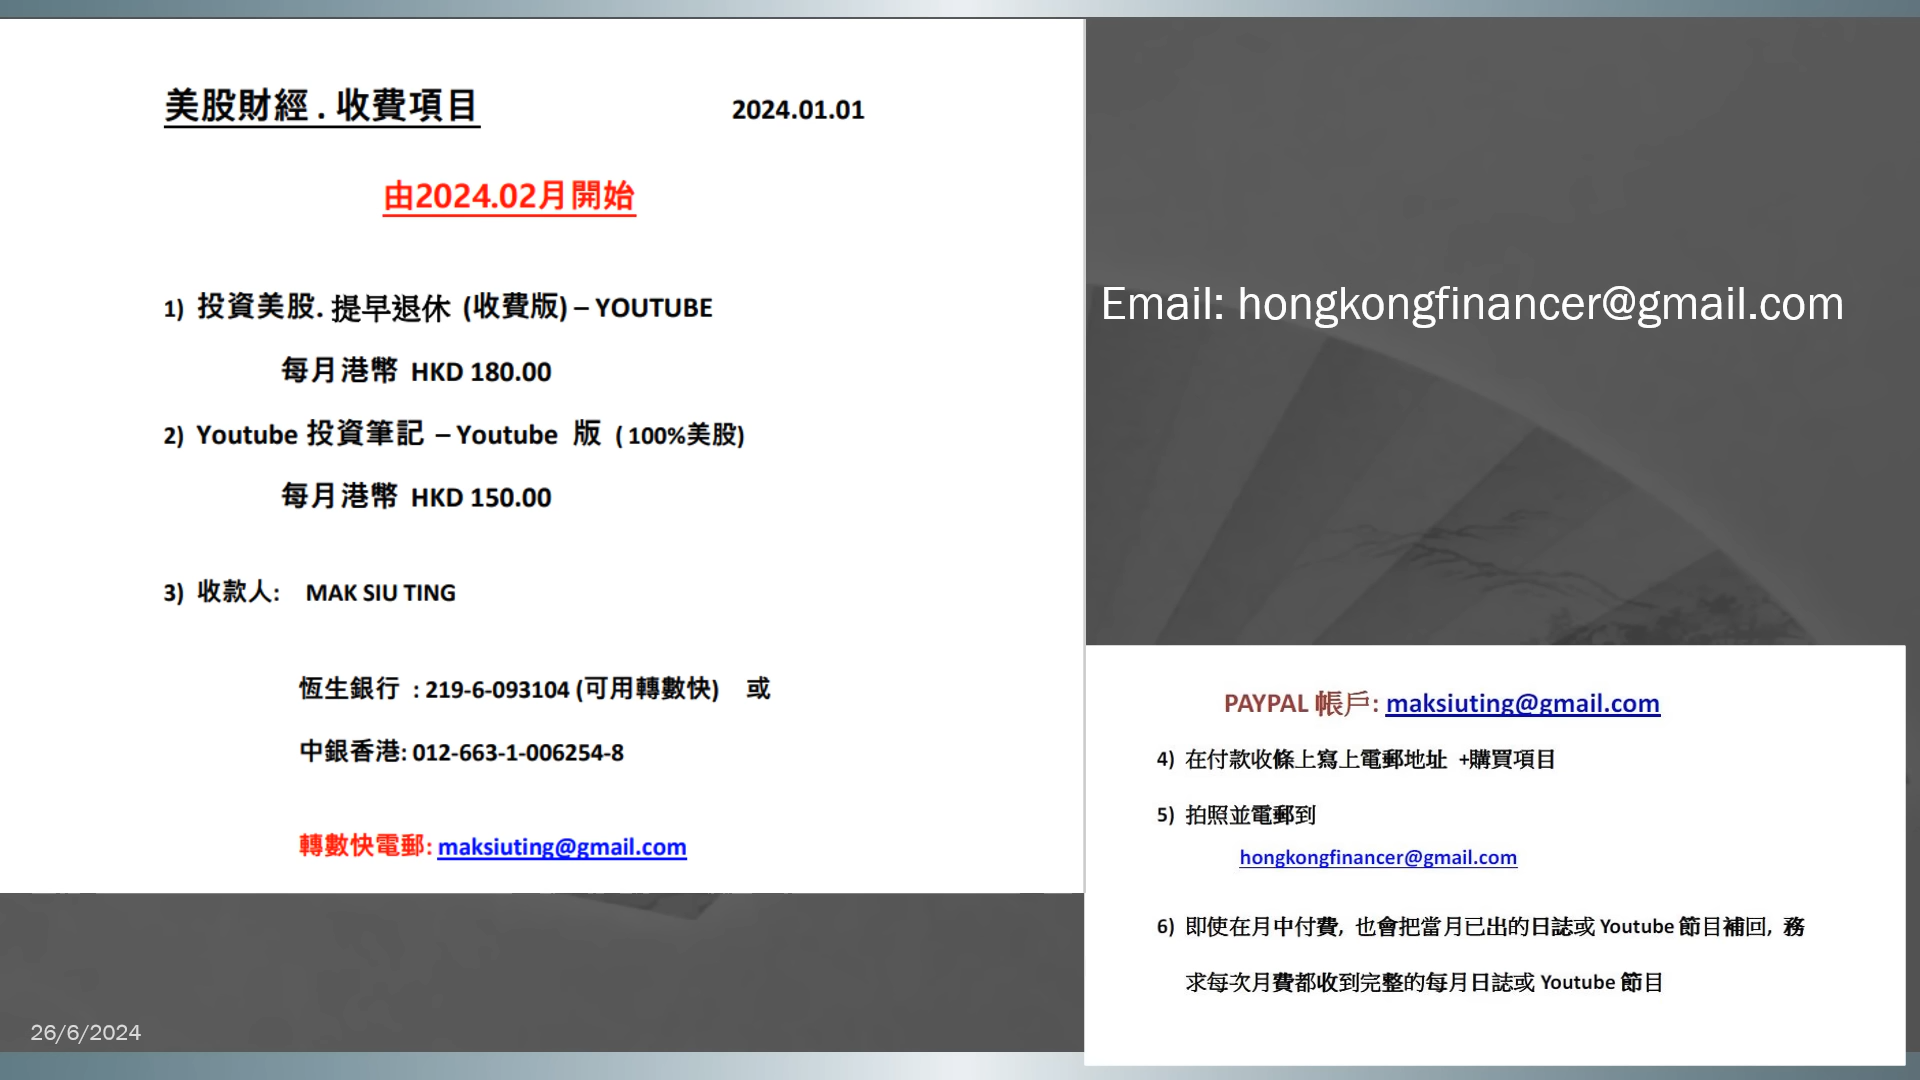 美股財經 . 收費項目 2024.01.01
由2024.02月開始
1) 投資美股. 提早退休 (收費版) – YOUTUBE
每月港幣 HKD 180.00
2) Youtube 投資筆記 – Youtube 版 ( 100%美股)
每月港幣 HKD 150.00
3) 收款人: MAK SIU TING
恆生銀行 : 219-6-093104 (可用轉數快) 或
中銀香港: 012-663-1-006254-8
轉數快電郵: maksiuting@gmail.com
Email: hongkongfinancer@gmail.com
PAYPAL 帳戶: maksiuting@gmail.com
4) 在付款收條上寫上電郵地址 +購買項目
5) 拍照並電郵到
hongkongfinancer@gmail.com
6) 即使在月中付費, 也會把當月已出的日誌或 Youtube 節目補回, 務
求每次月費都收到完整的每月日誌或 Youtube 節目
26/6/2024